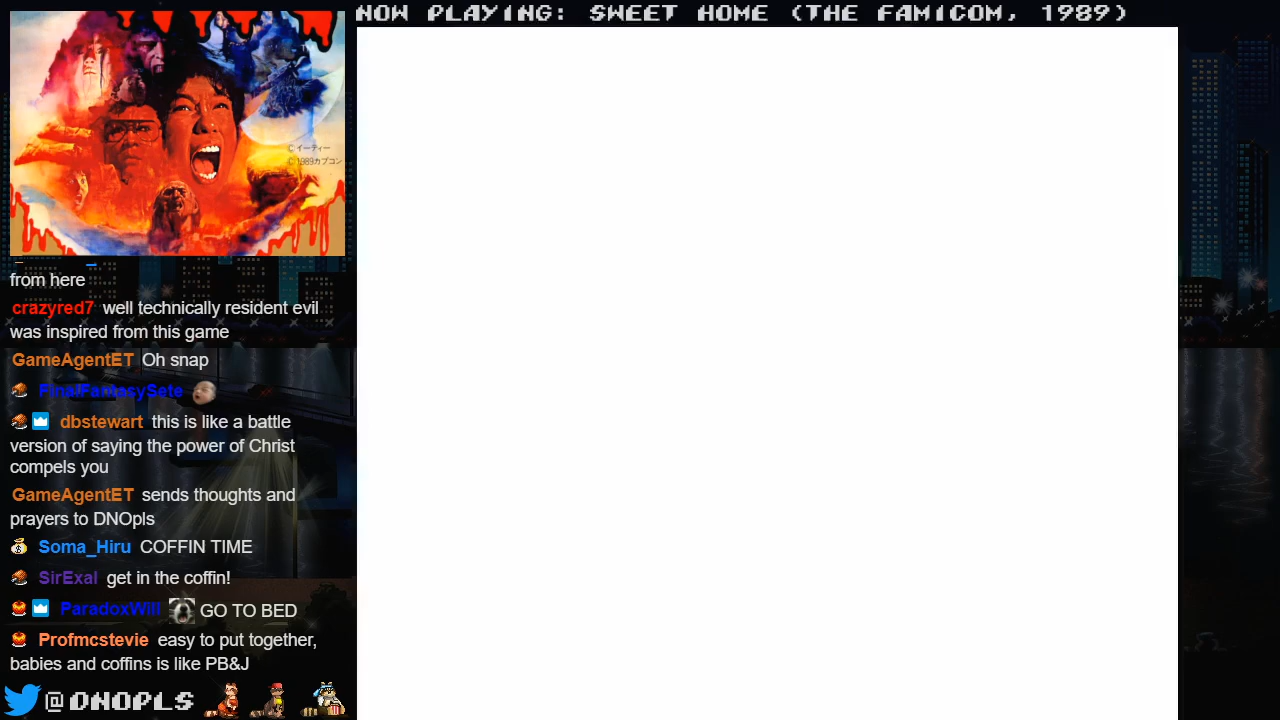 NOW PLAYING: SWEET HOME (THE FAMICOM, 1989)
© イーティー
© 1989カプコン
from here
crazyred7 well technically resident evil
was inspired from this game
GameAgentET Oh snap
FinalFantasySete
dbstewart this is like a battle
version of saying the power of Christ
compels you
GameAgentET sends thoughts and
prayers to DNOpls
Soma_Hiru COFFIN TIME
SirExal get in the coffin!
ParadoxWill GO TO BED
Profmcstevie easy to put together,
babies and coffins is like PB&J
@DNOPLS